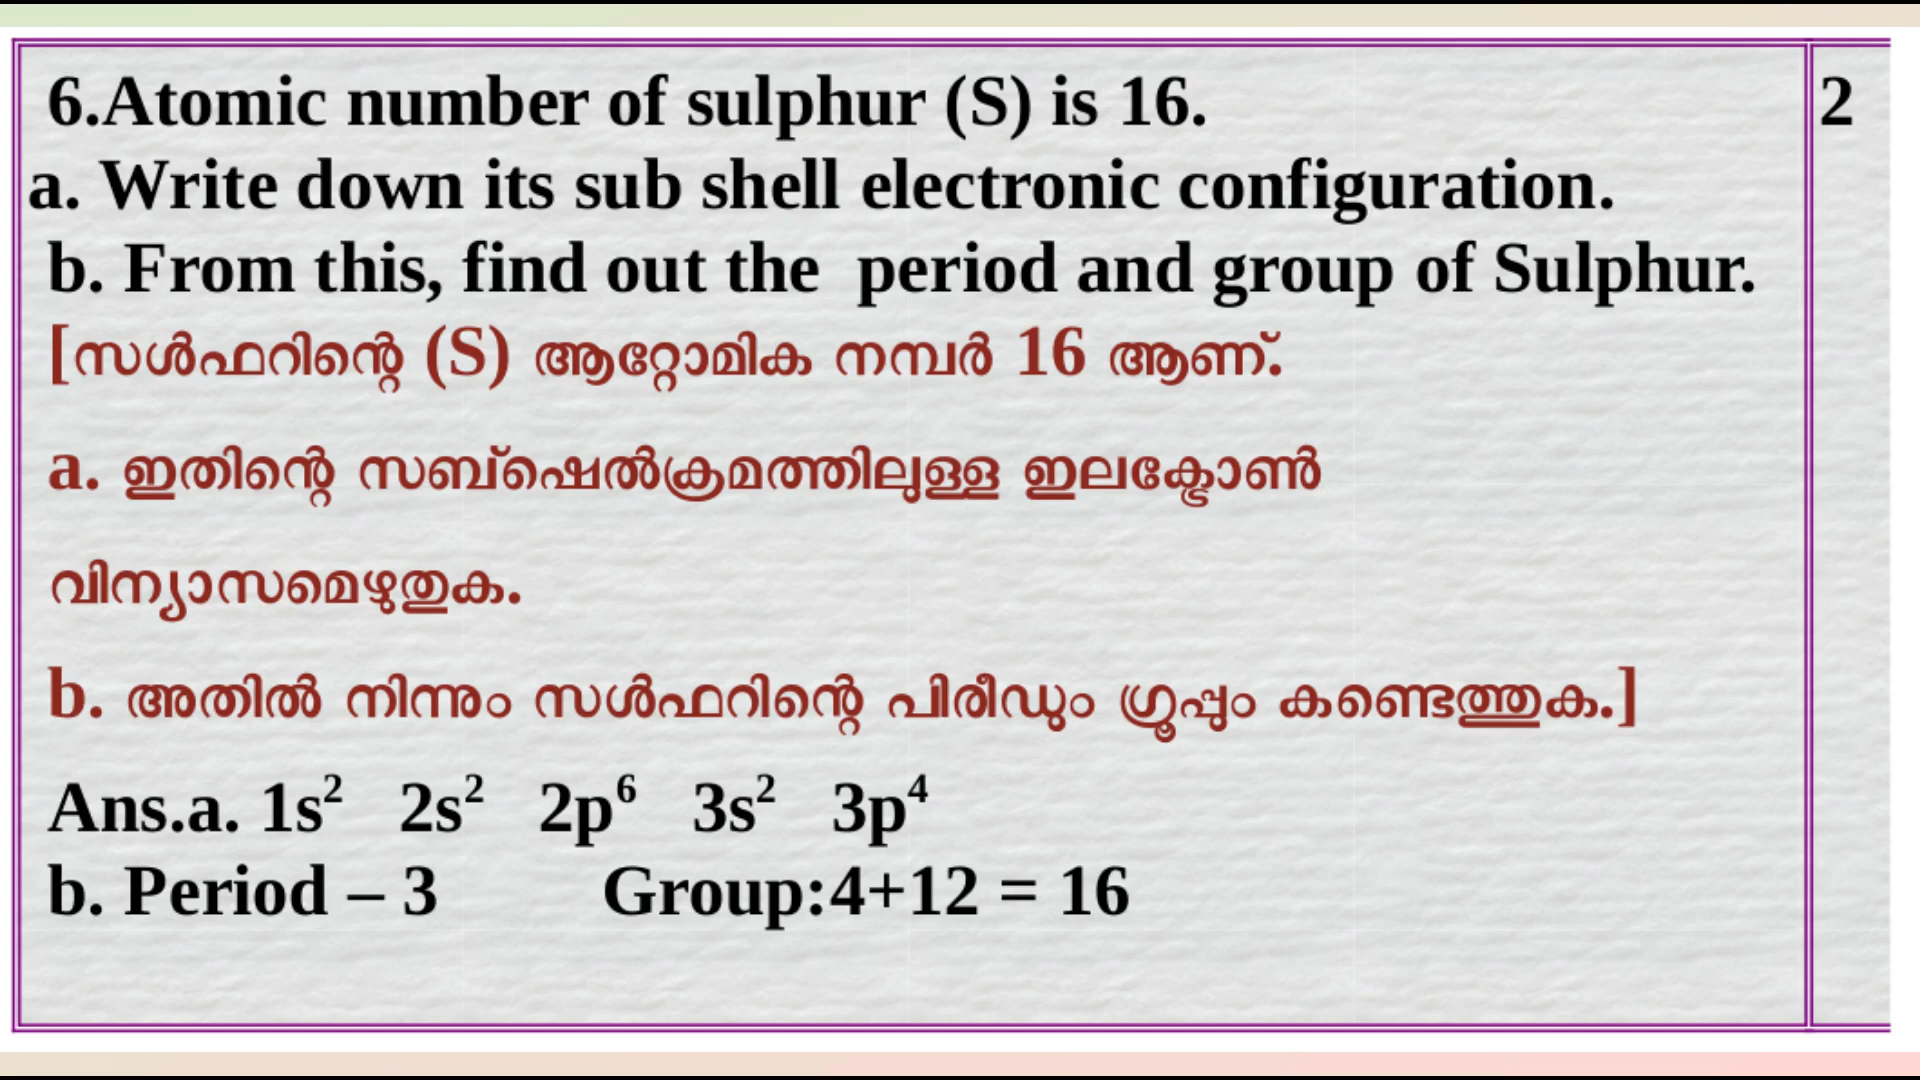 6.Atomic number of sulphur (S) is 16.
2
a. Write down its sub shell electronic configuration.
b. From this, find out the period and group of Sulphur.
[സൾഫറിന്റെ (S) ആറ്റോമിക നമ്പർ 16 ആണ്.
a. ഇതിന്റെ സബ്ഷെൽക്രമത്തിലുള്ള ഇലക്ട്രോൺ
വിന്യാസമെഴുതുക.
b. അതിൽ നിന്നും സൾഫറിന്റെ പിരീഡും ഗ്രൂപ്പും കണ്ടെത്തുക.]
Ans.a. 1s² 2s² 2p⁶ 3s² 3p⁴
b. Period – 3 Group:4+12 = 16